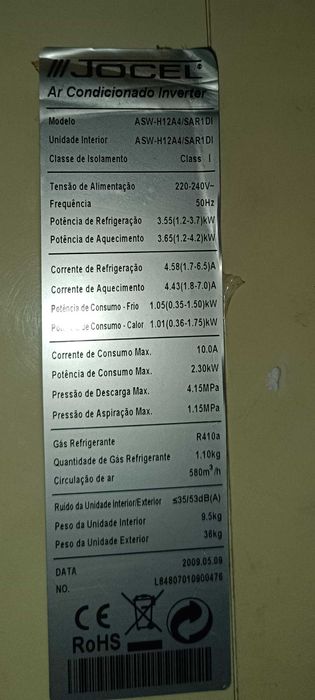 JOCEL
Ar Condicionado Inverter
Modelo ASW-H12A4/SAR1DI
Unidade Interior ASW-H12A4/SAR1DI
Classe de Isolamento Class I
Tensão de Alimentação 220-240V~
Frequência 50Hz
Potência de Refrigeração 3.55(1.2-3.7)kW
Potência de Aquecimento 3.65(1.2-4.2)kW
Corrente de Refrigeração 4.58(1.7-6.5)A
Corrente de Aquecimento 4.43(1.8-7.0)A
Potência de Consumo - Frio 1.05(0.35-1.50)kW
de Consumo - Calor 1.01(0.36-1.75)kW
Corrente de Consumo Max. 10.0A
Potência de Consumo Max. 2.30kW
Pressão de Descarga Max. 4.15MPa
Pressão de Aspiração Max. 1.15MPa
Gás Refrigerante R410a
Quantidade de Gás Refrigerante 1.10kg
Circulação de ar 580m³/h
Ruído da Unidade Interior/Exterior ≤35/53dB(A)
Peso da Unidade Interior 9.5kg
Peso da Unidade Exterior 36kg
DATA 2009.05.09
NO. L84807010900476
CE
RoHS